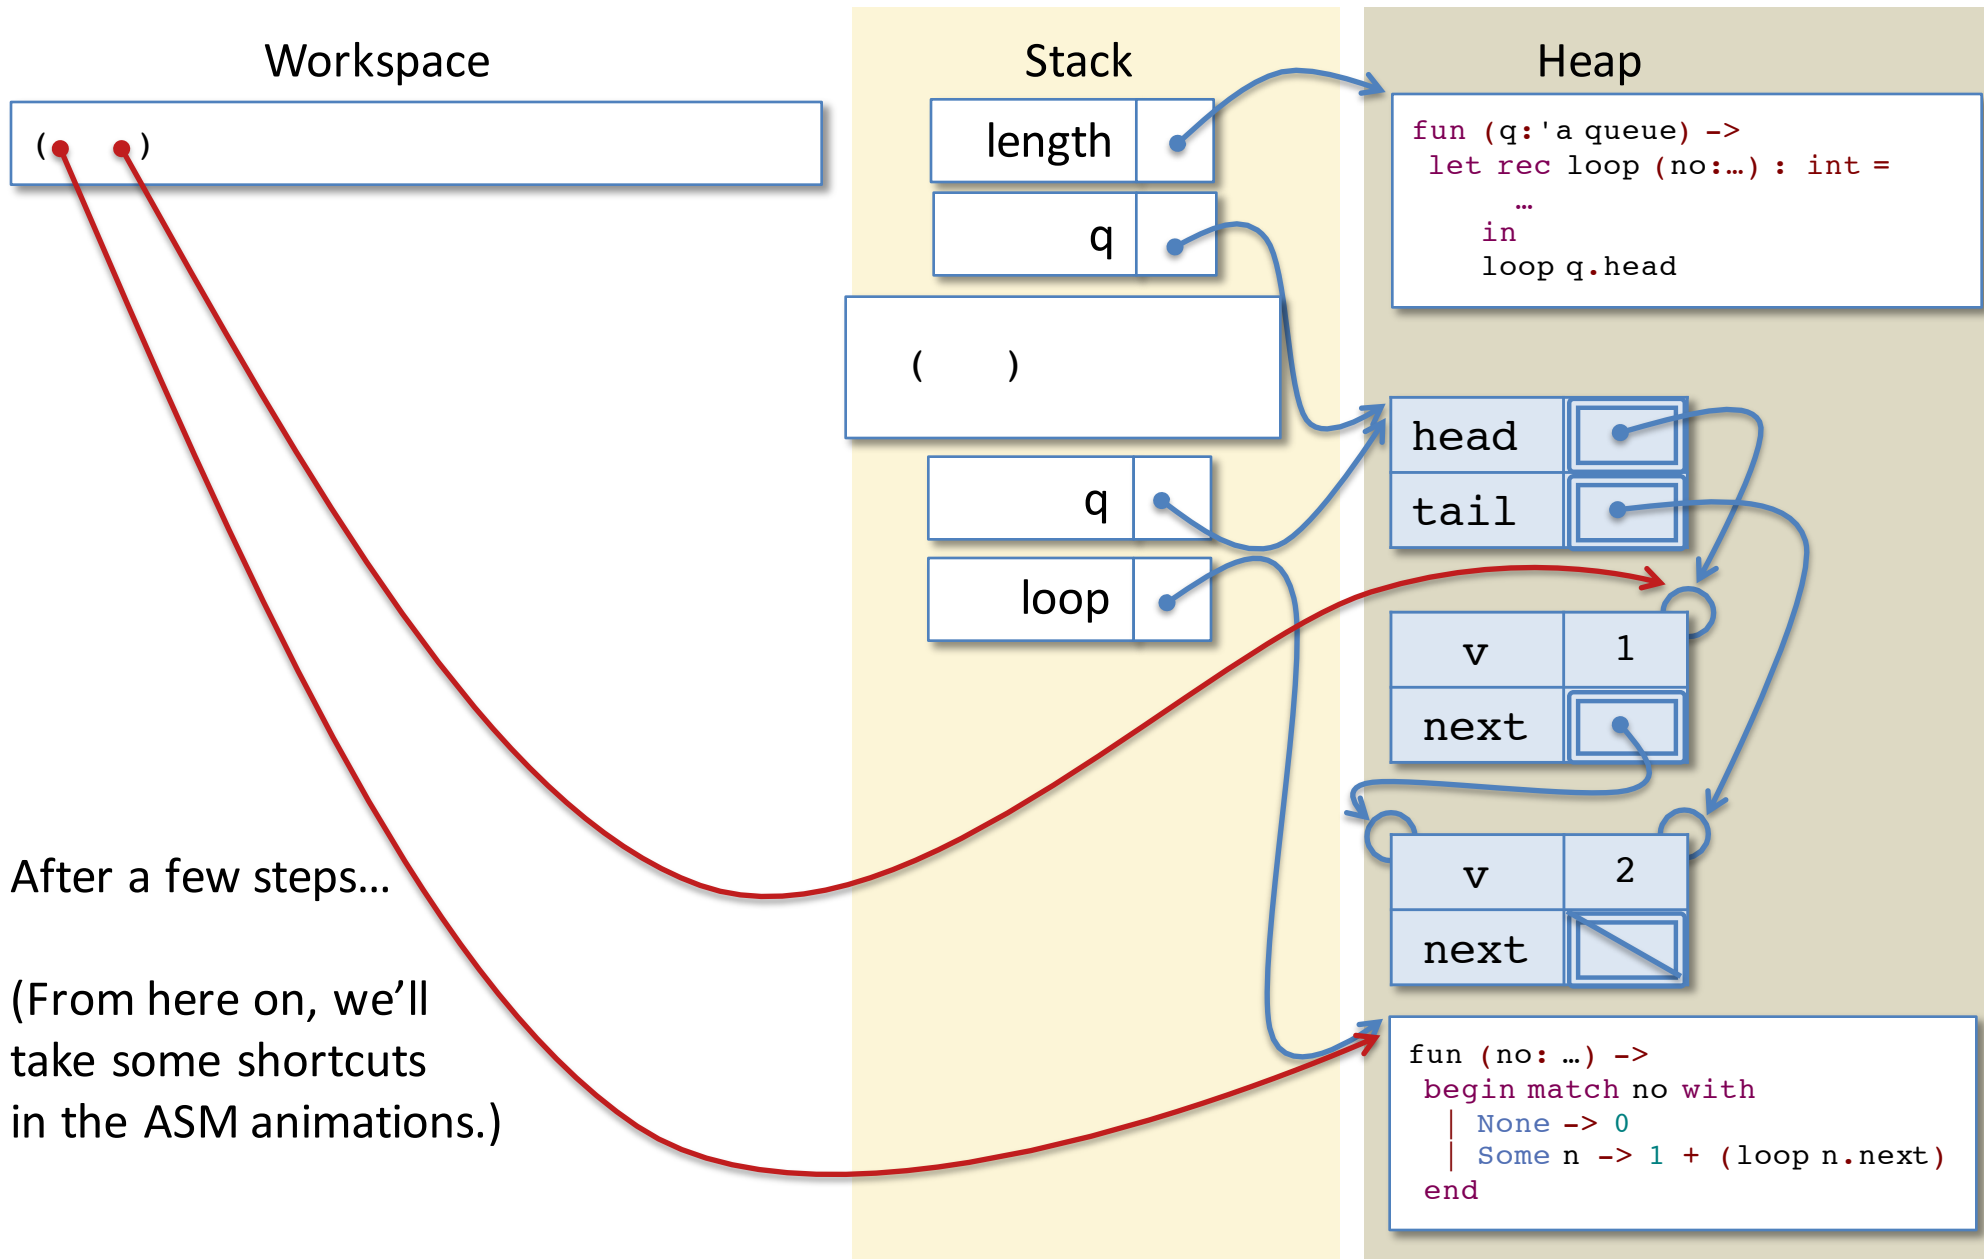 Workspace
( )
After a few steps…
(From here on, we'll
take some shortcuts
in the ASM animations.)
Stack
length
q
( )
q
loop
Heap
fun (q:'a queue) ->
let rec loop (no:…) : int =
…
in
loop q.head
head
tail
v 1
next
v 2
next
fun (no: …) ->
begin match no with
| None -> 0
| Some n -> 1 + (loop n.next)
end